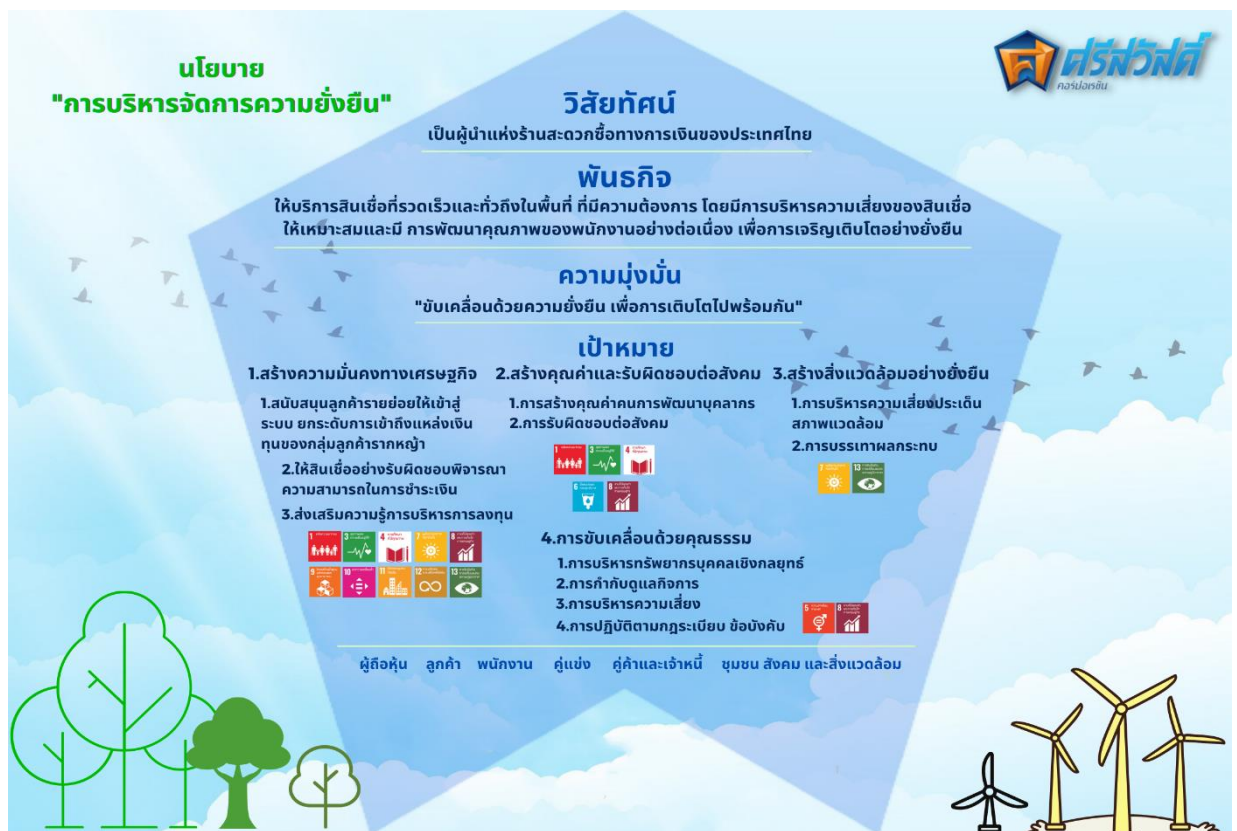 นโยบาย
"การบริหารจัดการความยั่งยืน"
ศรีสวัสดิ์
คอร์ปอเรชั่น
วิสัยทัศน์
เป็นผู้นำแห่งร้านสะดวกซื้อทางการเงินของประเทศไทย
พันธกิจ
ให้บริการสินเชื่อที่รวดเร็วและทั่วถึงในพื้นที่ ที่มีความต้องการ โดยมีการบริหารความเสี่ยงของสินเชื่อ
ให้เหมาะสมและมี การพัฒนาคุณภาพของพนักงานอย่างต่อเนื่อง เพื่อการเจริญเติบโตอย่างยั่งยืน
ความมุ่งมั่น
"ขับเคลื่อนด้วยความยั่งยืน เพื่อการเติบโตไปพร้อมกัน"
เป้าหมาย
1.สร้างความมั่นคงทางเศรษฐกิจ
1.สนับสนุนลูกค้ารายย่อยให้เข้าสู่
ระบบ ยกระดับการเข้าถึงแหล่งเงิน
ทุนของกลุ่มลูกค้ารากหญ้า
2.ให้สินเชื่ออย่างรับผิดชอบพิจารณา
ความสามารถในการชำระเงิน
3.ส่งเสริมความรู้การบริหารการลงทุน
1 3 4 7 8
9 10 11 12 13
2.สร้างคุณค่าและรับผิดชอบต่อสังคม
1.การสร้างคุณค่าคนการพัฒนาบุคลากร
2.การรับผิดชอบต่อสังคม
1 3 4
6 8
3.สร้างสิ่งแวดล้อมอย่างยั่งยืน
1.การบริหารความเสี่ยงประเด็น
สภาพแวดล้อม
2.การบรรเทาผลกระทบ
7 13
4.การขับเคลื่อนด้วยคุณธรรม
1.การบริหารทรัพยากรบุคคลเชิงกลยุทธ์
2.การกำกับดูแลกิจการ
3.การบริหารความเสี่ยง
4.การปฏิบัติตามกฎระเบียบ ข้อบังคับ
5 8
ผู้ถือหุ้น ลูกค้า พนักงาน คู่แข่ง คู่ค้าและเจ้าหนี้ ชุมชน สังคม และสิ่งแวดล้อม